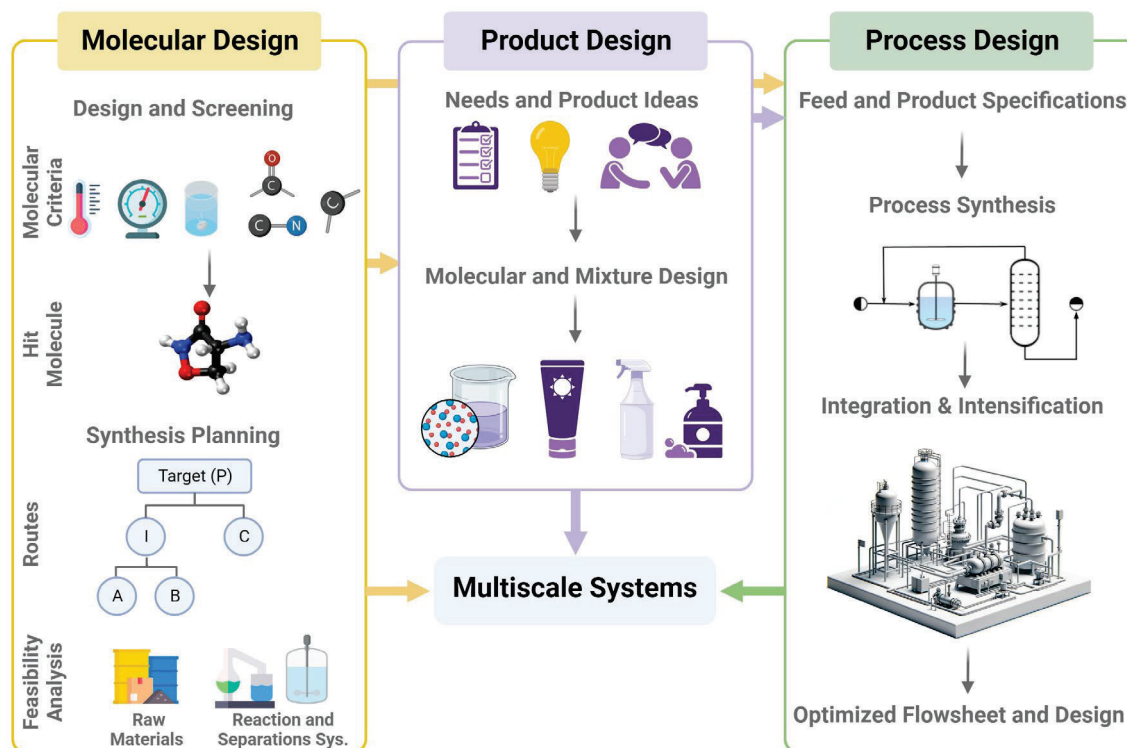 Molecular Design
Design and Screening
Molecular
Criteria
O
C
C
N
C
Hit
Molecule
Synthesis Planning
Routes
Target (P)
I
C
A
B
Feasibility
Analysis
Raw
Materials
Reaction and
Separations Sys.
Product Design
Needs and Product Ideas
Molecular and Mixture Design
Multiscale Systems
Process Design
Feed and Product Specifications
Process Synthesis
Integration & Intensification
Optimized Flowsheet and Design